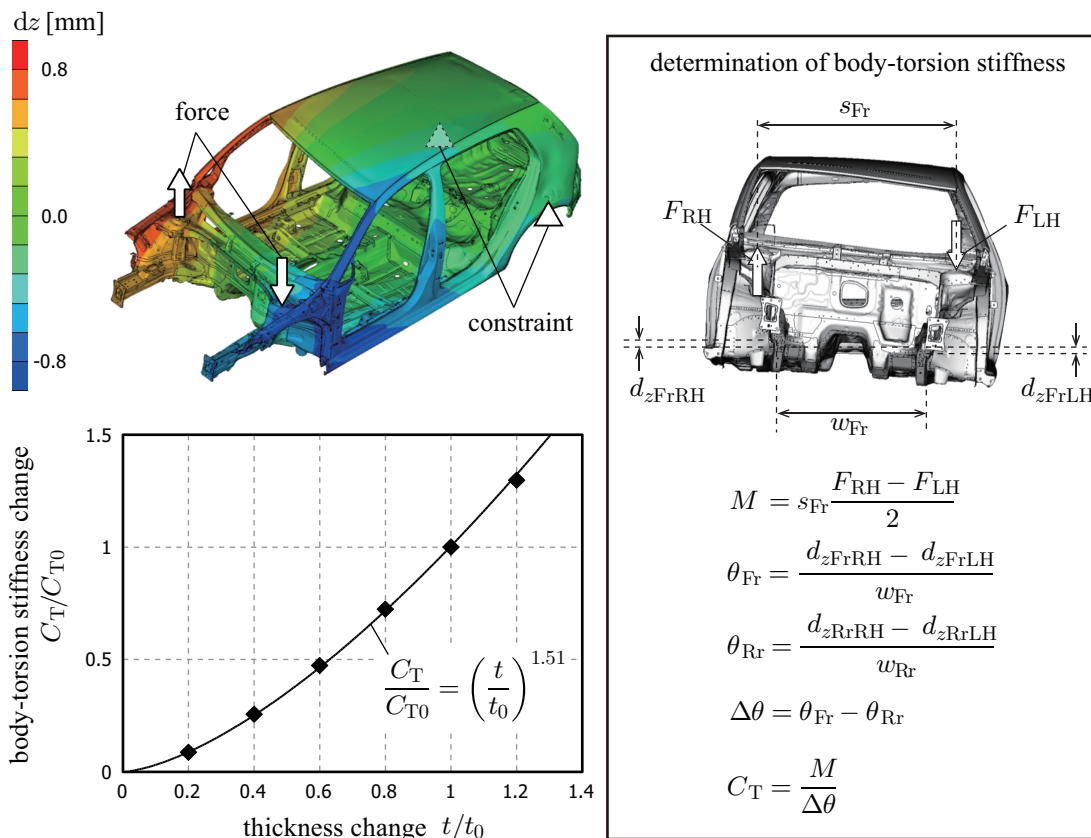 dz [mm]
0.8
0.0
-0.8
force
constraint
1.5
1
0.5
0
0 0.2 0.4 0.6 0.8 1 1.2 1.4
body-torsion stiffness change
C_T/C_T0
C_T/C_T0 = (t/t_0)^1.51
thickness change t/t_0
determination of body-torsion stiffness
s_Fr
F_RH
F_LH
d_zFrRH
d_zFrLH
w_Fr
M = s_Fr (F_RH − F_LH)/2
θ_Fr = (d_zFrRH − d_zFrLH)/w_Fr
θ_Rr = (d_zRrRH − d_zRrLH)/w_Rr
Δθ = θ_Fr − θ_Rr
C_T = M/Δθ